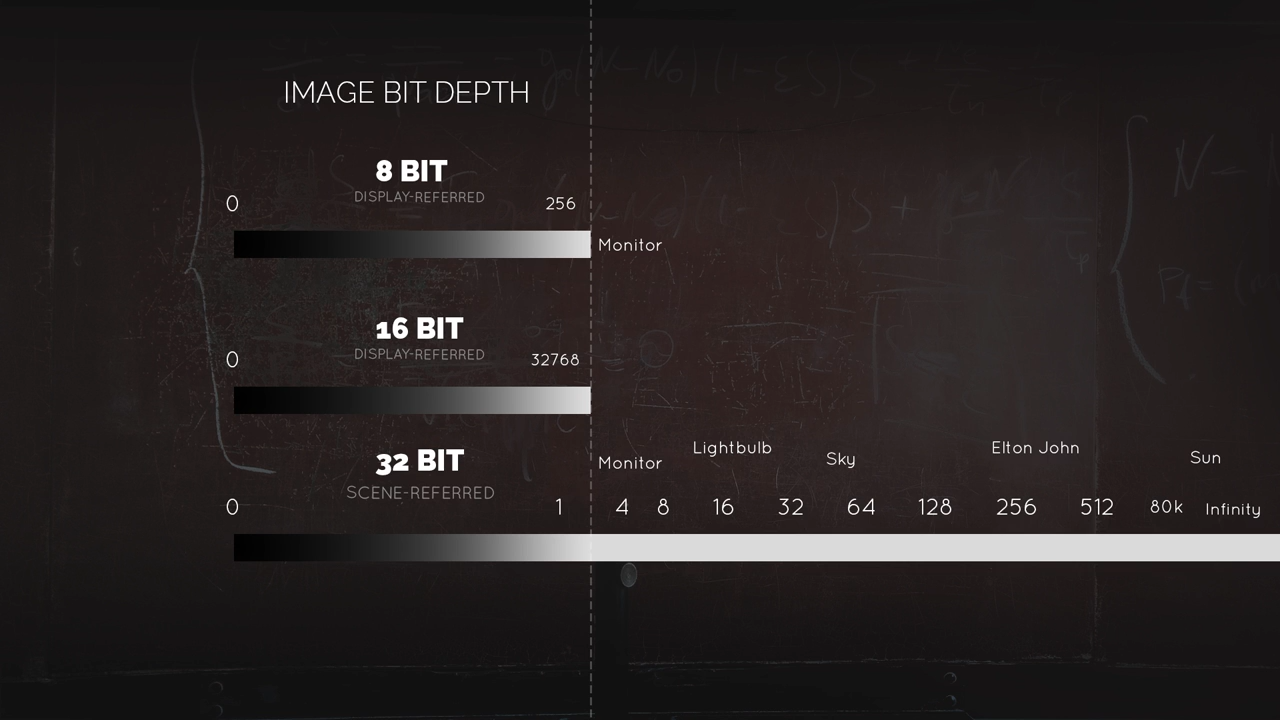 IMAGE BIT DEPTH
8 BIT
DISPLAY-REFERRED
0 256
Monitor
16 BIT
DISPLAY-REFERRED
0 32768
32 BIT
SCENE-REFERRED
Monitor Lightbulb Sky Elton John Sun
0 1 4 8 16 32 64 128 256 512 80k Infinity